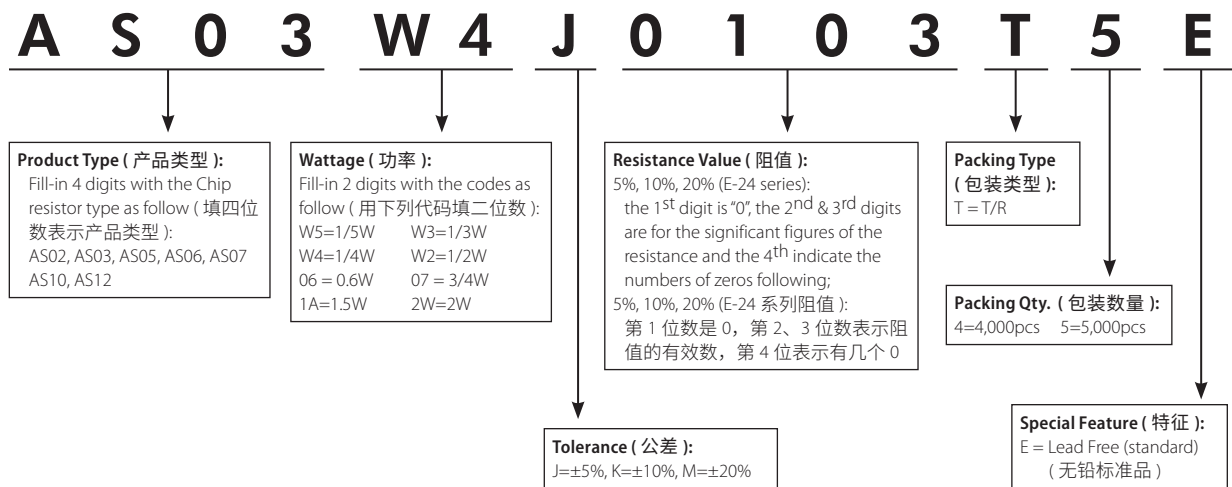 A S 0 3 W 4 J 0 1 0 3 T 5 E
Product Type ( 产品类型 ):
Fill-in 4 digits with the Chip
resistor type as follow ( 填四位
数表示产品类型 ):
AS02, AS03, AS05, AS06, AS07
AS10, AS12
Wattage ( 功率 ):
Fill-in 2 digits with the codes as
follow ( 用下列代码填二位数 ):
W5=1/5W W3=1/3W
W4=1/4W W2=1/2W
06 = 0.6W 07 = 3/4W
1A=1.5W 2W=2W
Resistance Value ( 阻值 ):
5%, 10%, 20% (E-24 series):
the 1st digit is “0”, the 2nd & 3rd digits
are for the significant figures of the
resistance and the 4th indicate the
numbers of zeros following;
5%, 10%, 20% (E-24 系列阻值 ):
第 1 位数是 0，第 2、3 位数表示阻
值的有效数，第 4 位表示有几个 0
Packing Type
( 包装类型 ):
T = T/R
Packing Qty. ( 包装数量 ):
4=4,000pcs 5=5,000pcs
Tolerance ( 公差 ):
J=±5%, K=±10%, M=±20%
Special Feature ( 特征 ):
E = Lead Free (standard)
( 无铅标准品 )